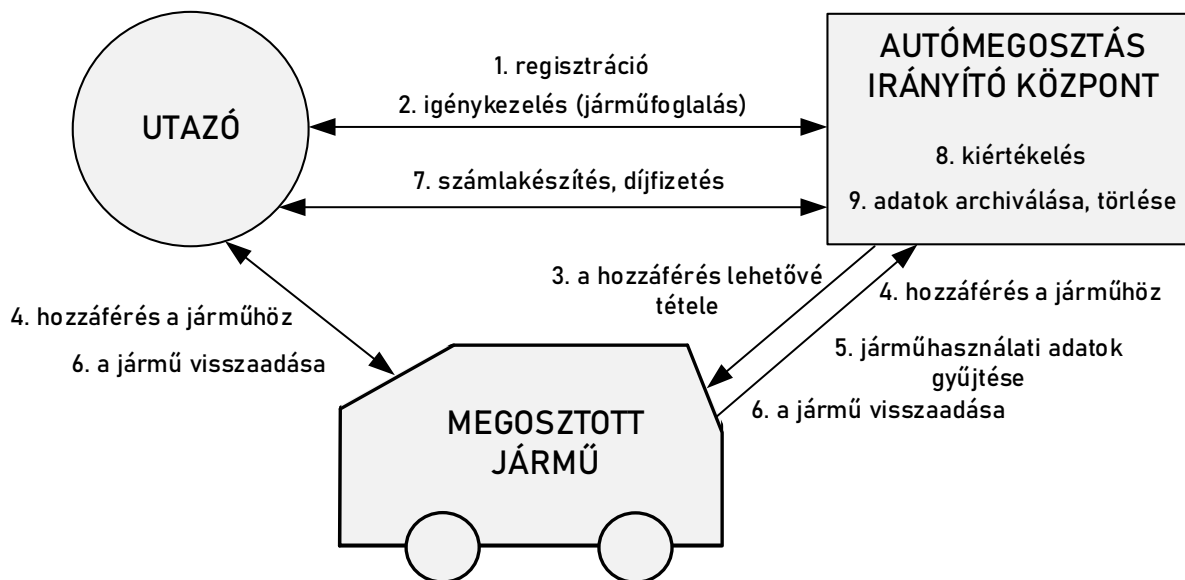 UTAZÓ
1. regisztráció
2. igénykezelés (járműfoglalás)
7. számlakészítés, díjfizetés
AUTÓMEGOSZTÁS
IRÁNYÍTÓ KÖZPONT
8. kiértékelés
9. adatok archiválása, törlése
4. hozzáférés a járműhöz
6. a jármű visszaadása
3. a hozzáférés lehetővé
tétele
4. hozzáférés a járműhöz
5. járműhasználati adatok
gyűjtése
6. a jármű visszaadása
MEGOSZTOTT
JÁRMŰ